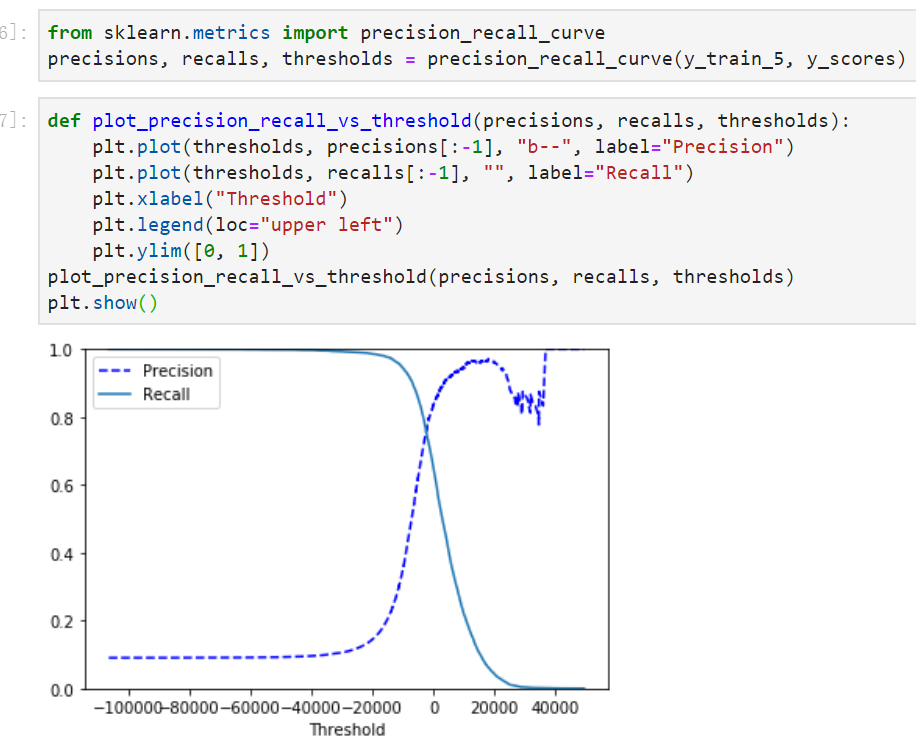 6]:
from sklearn.metrics import precision_recall_curve
precisions, recalls, thresholds = precision_recall_curve(y_train_5, y_scores)
7]:
def plot_precision_recall_vs_threshold(precisions, recalls, thresholds):
    plt.plot(thresholds, precisions[:-1], "b--", label="Precision")
    plt.plot(thresholds, recalls[:-1], "", label="Recall")
    plt.xlabel("Threshold")
    plt.legend(loc="upper left")
    plt.ylim([0, 1])
plot_precision_recall_vs_threshold(precisions, recalls, thresholds)
plt.show()
1.0
Precision
Recall
0.8
0.6
0.4
0.2
0.0
−100000 −80000 −60000 −40000 −20000 0 20000 40000
Threshold